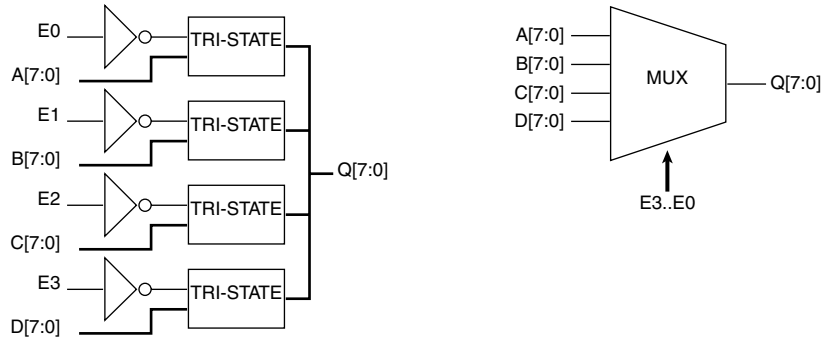 E0
TRI-STATE
A[7:0]
E1
TRI-STATE
B[7:0]
E2
TRI-STATE
C[7:0]
E3
TRI-STATE
D[7:0]
Q[7:0]
A[7:0]
B[7:0]
C[7:0]
D[7:0]
MUX
Q[7:0]
E3..E0